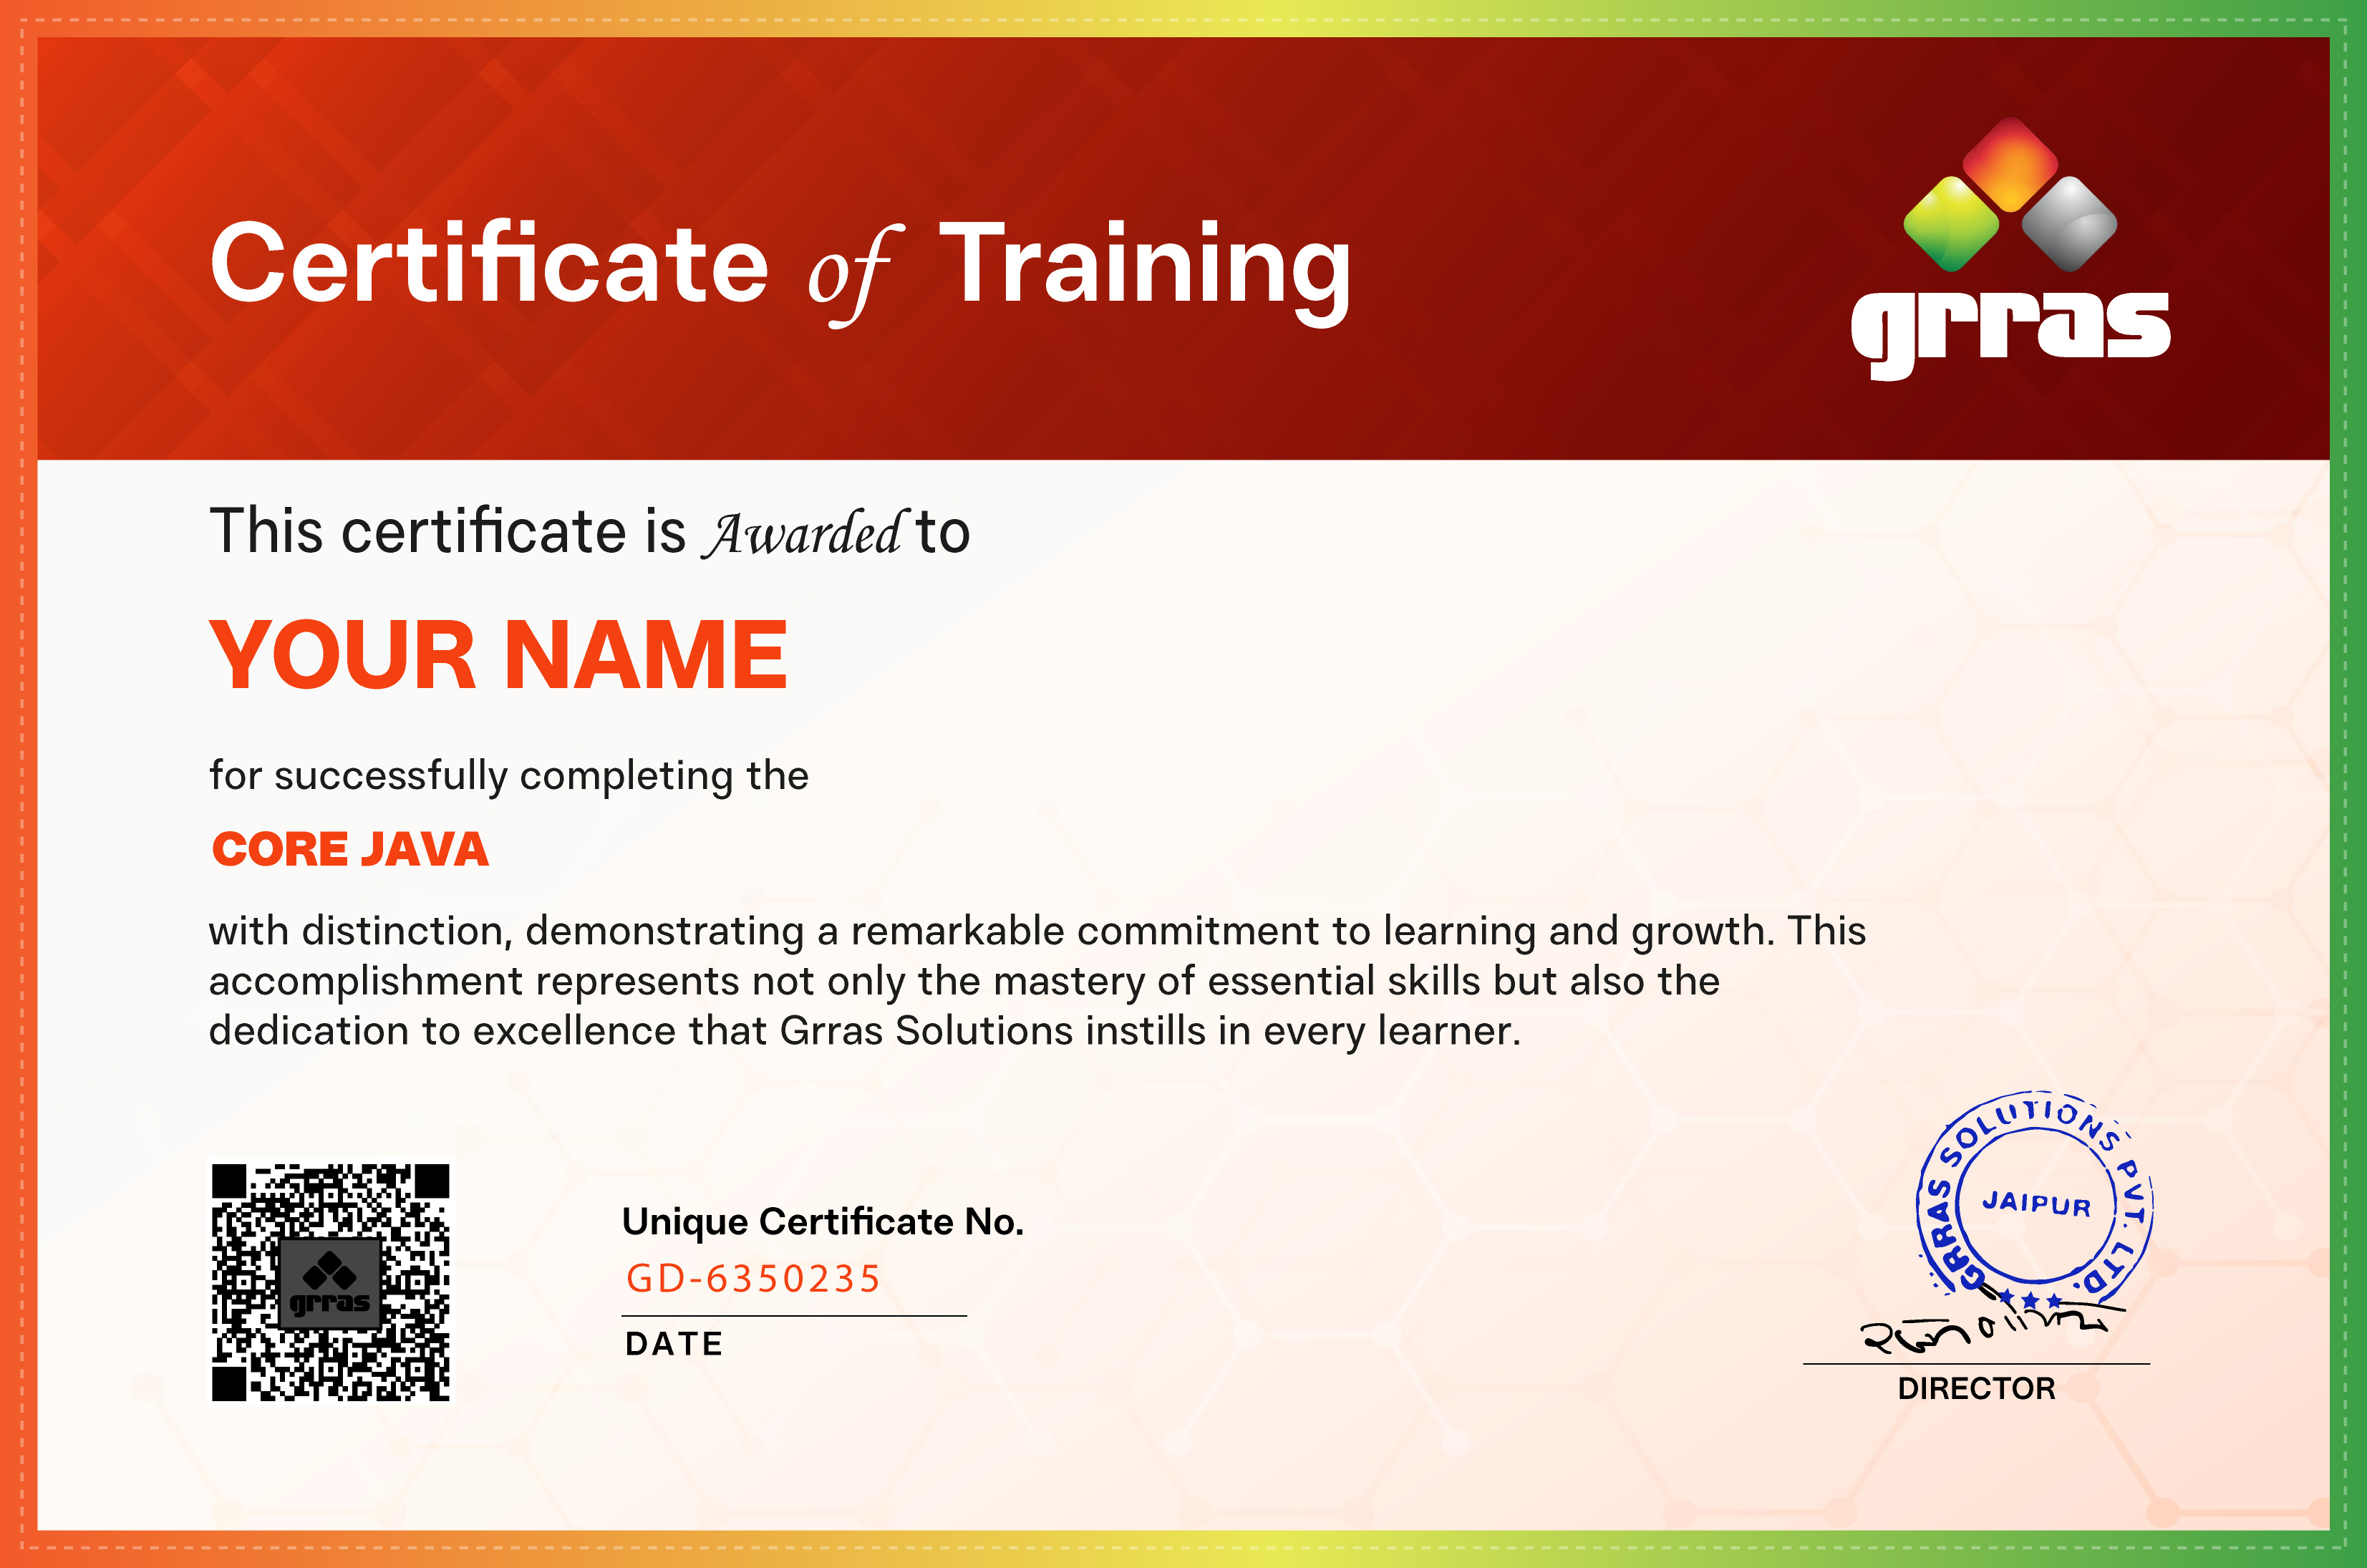 Certificate of Training
grras
This certificate is Awarded to
YOUR NAME
for successfully completing the
CORE JAVA
with distinction, demonstrating a remarkable commitment to learning and growth. This
accomplishment represents not only the mastery of essential skills but also the
dedication to excellence that Grras Solutions instills in every learner.
grras
Unique Certificate No.
GD-6350235
DATE
GRRAS SOLUTIONS PVT. LTD.
JAIPUR
DIRECTOR